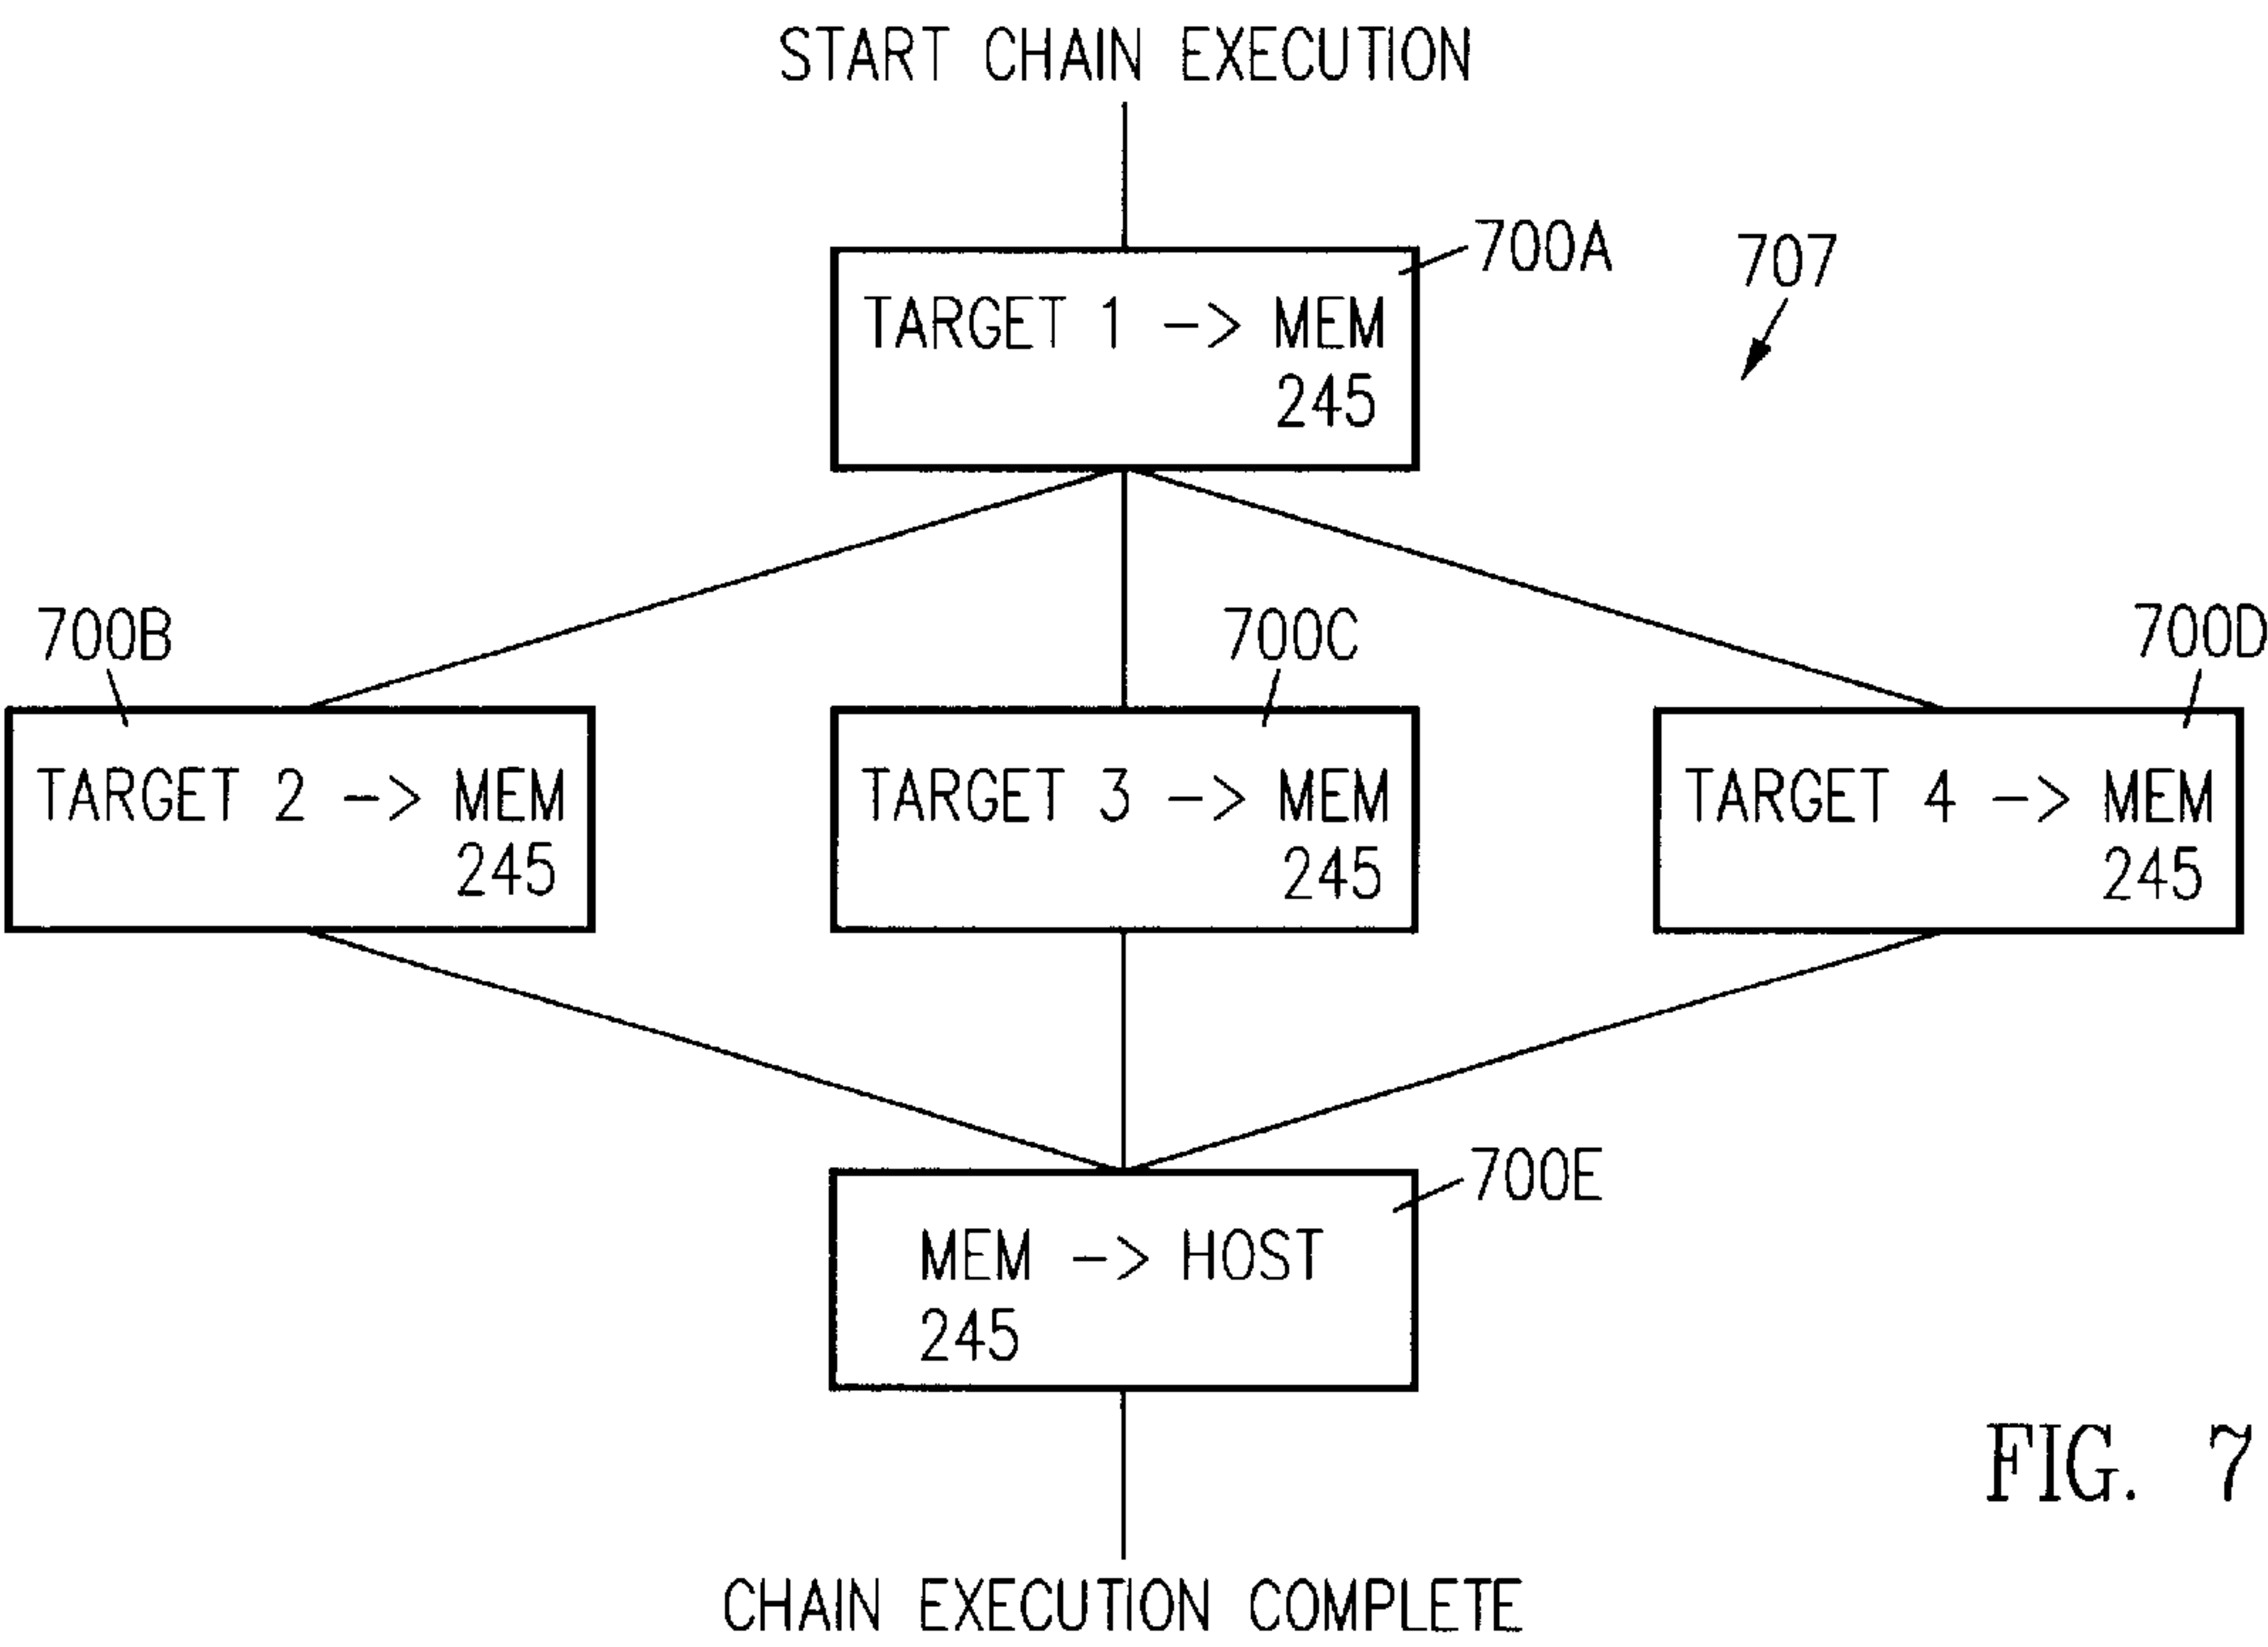 START CHAIN EXECUTION
700A
707
TARGET 1 -> MEM
245
700B
700C
700D
TARGET 2 -> MEM
245
TARGET 3 -> MEM
245
TARGET 4 -> MEM
245
700E
MEM -> HOST
245
FIG. 7
CHAIN EXECUTION COMPLETE